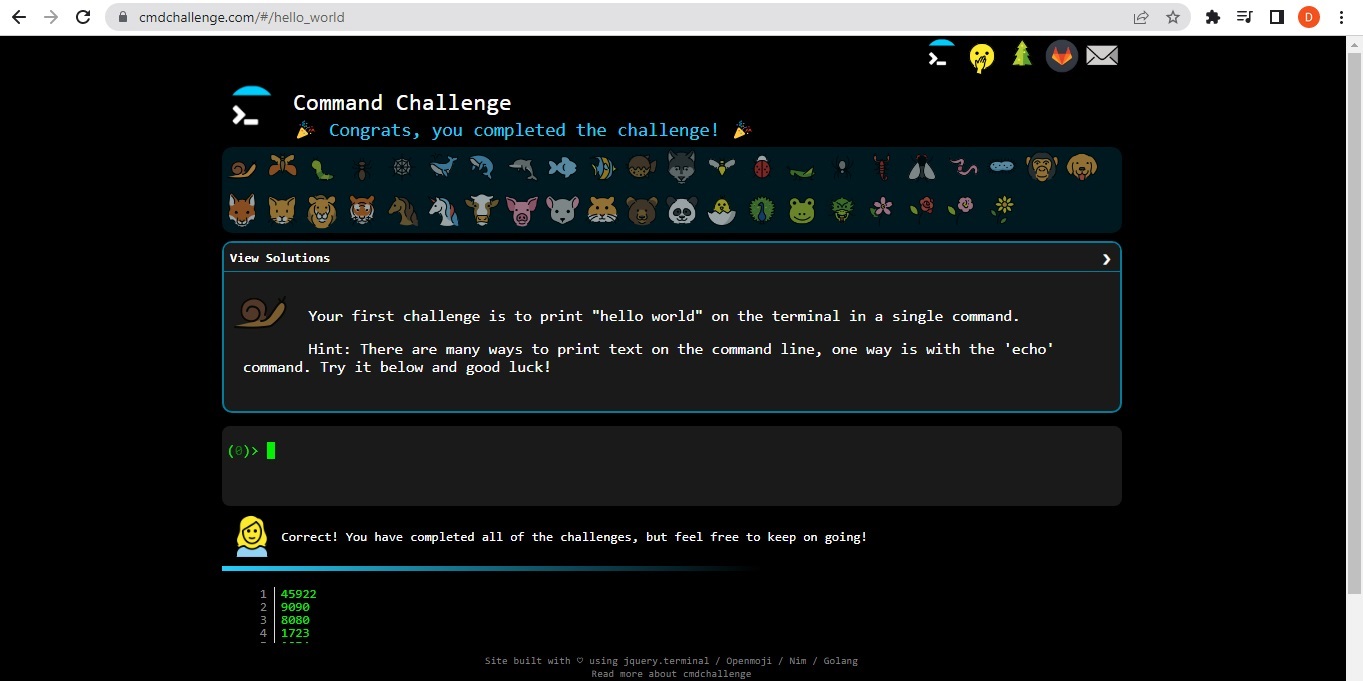 cmdchallenge.com/#/hello_world
D
Command Challenge
Congrats, you completed the challenge!
View Solutions
Your first challenge is to print "hello world" on the terminal in a single command.
Hint: There are many ways to print text on the command line, one way is with the 'echo'
command. Try it below and good luck!
(0)>
Correct! You have completed all of the challenges, but feel free to keep on going!
1 45922
2 9090
3 8080
4 1723
Site built with ♡ using jquery.terminal / Openmoji / Nim / Golang
Read more about cmdchallenge